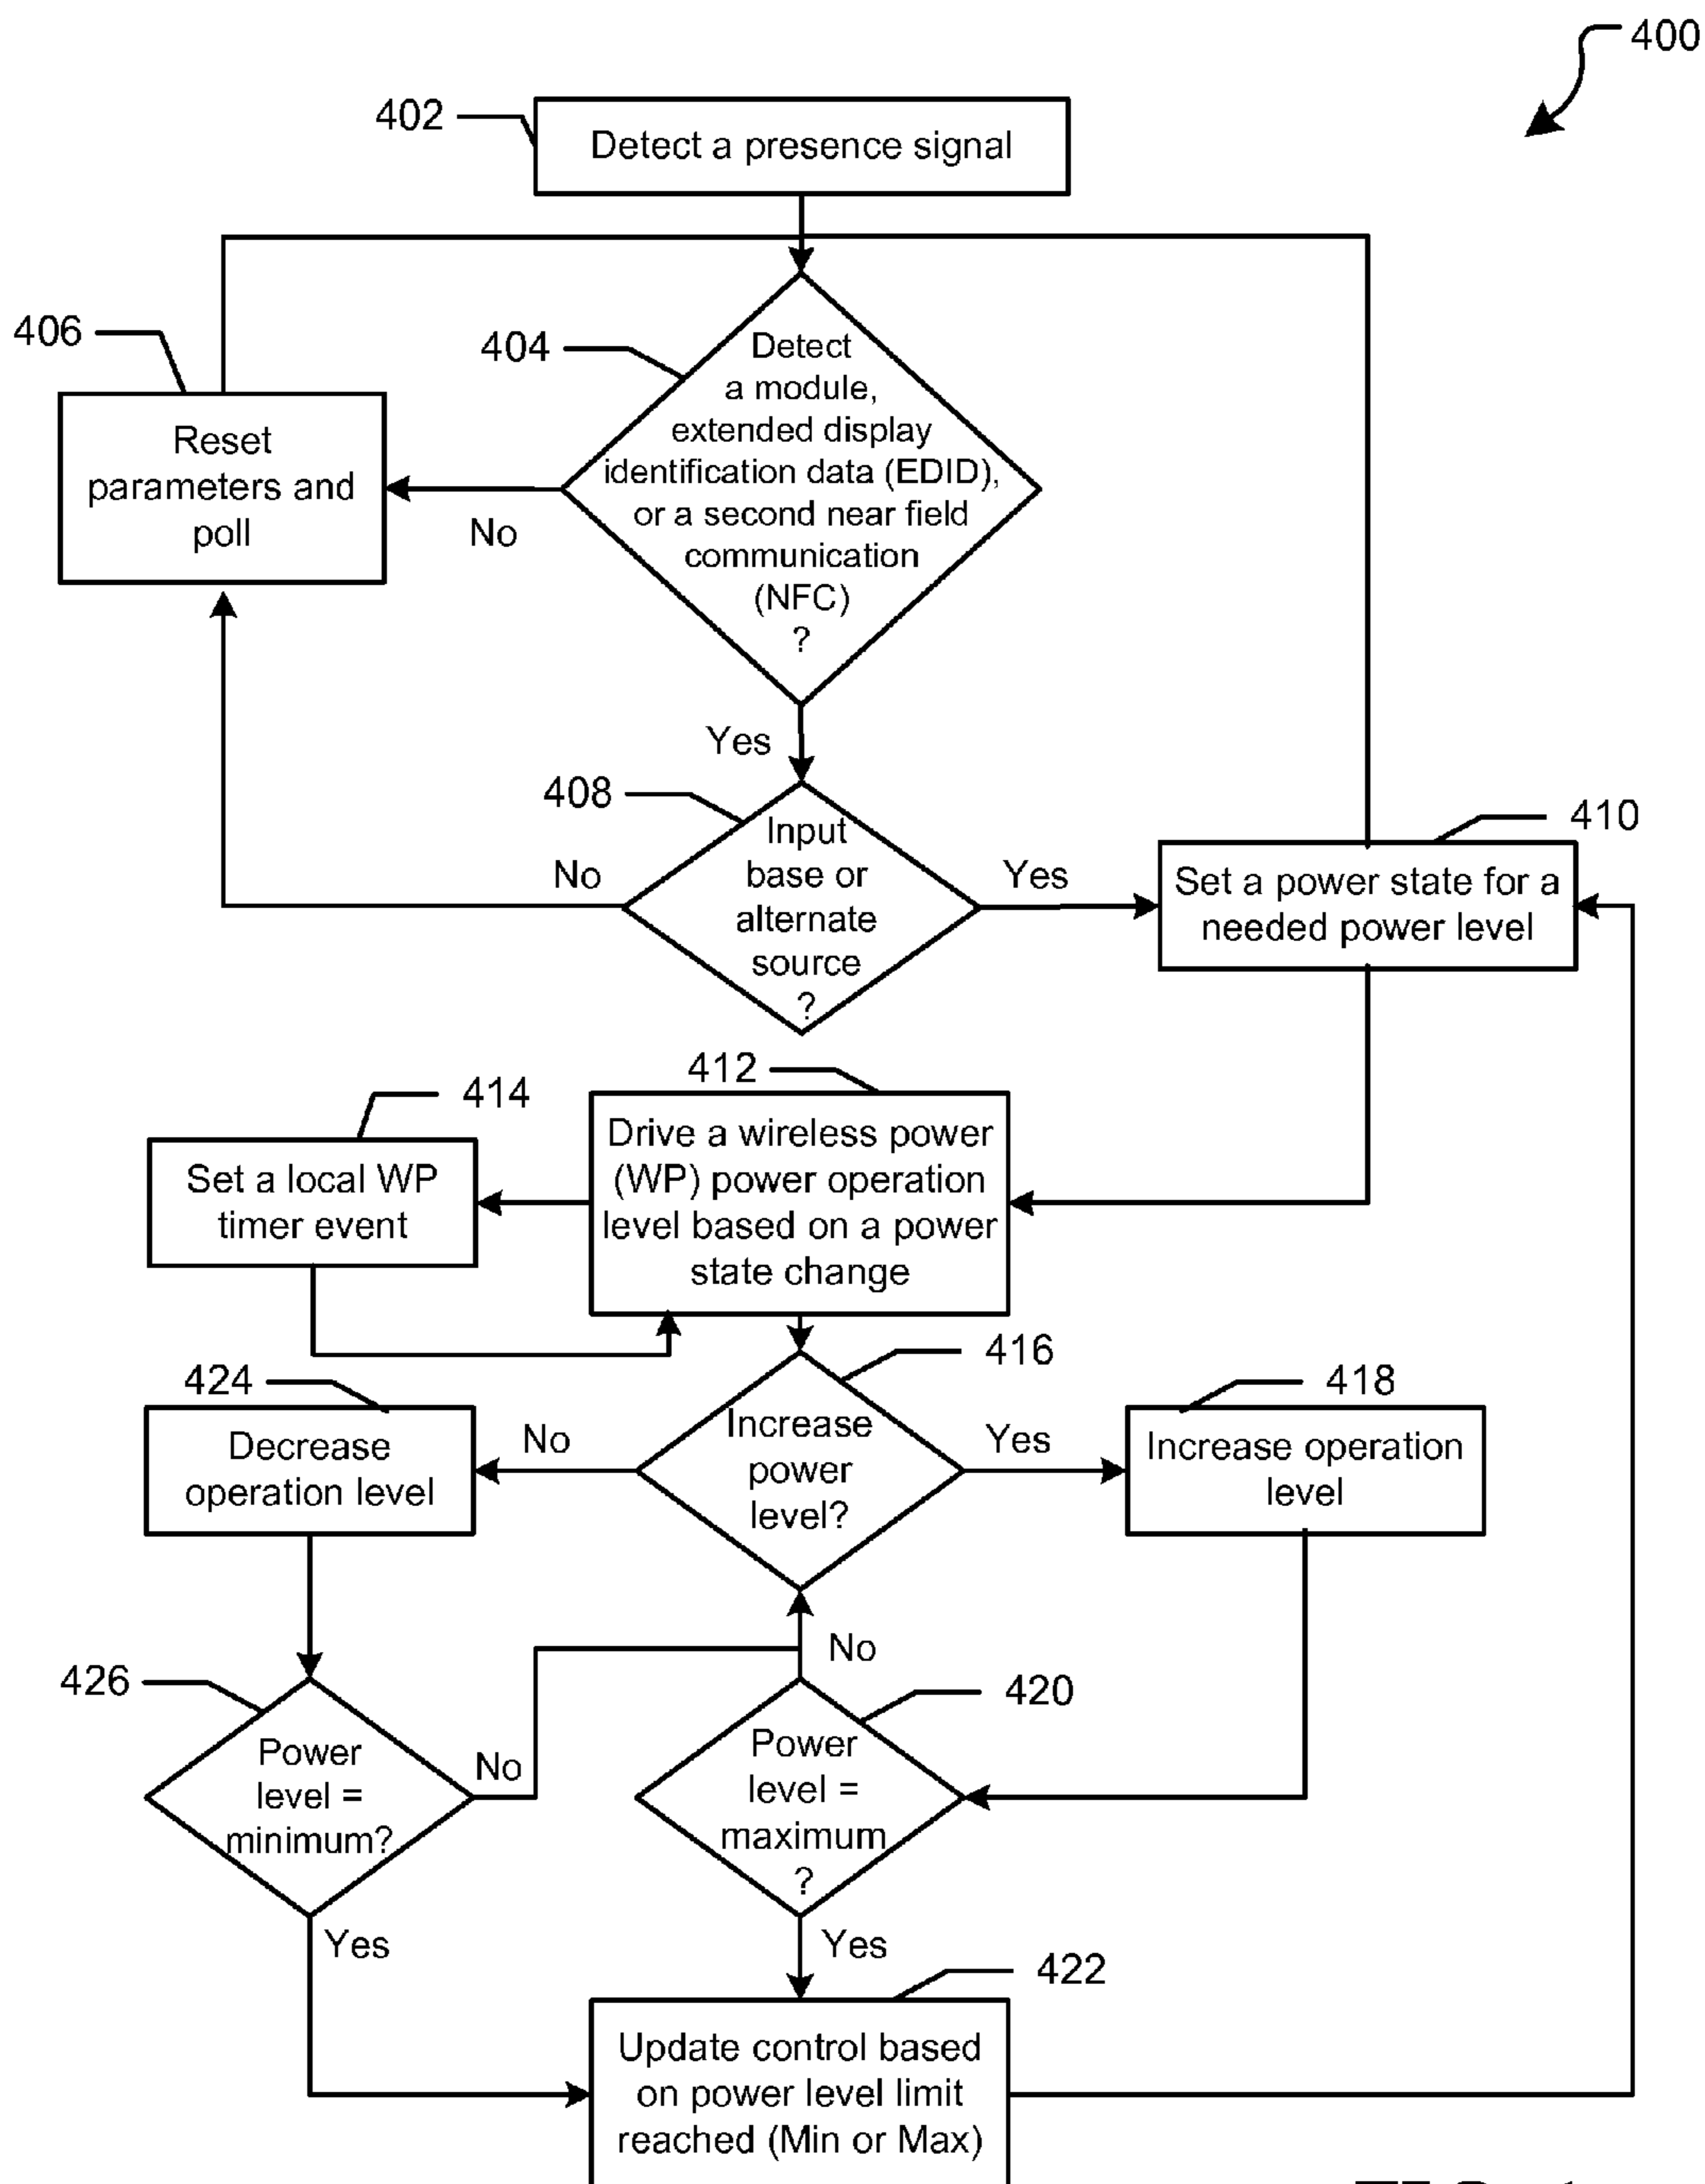 400
402
Detect a presence signal
406
404
Reset
parameters and
poll
Detect
a module,
extended display
identification data (EDID),
or a second near field
communication
(NFC)
?
No
Yes
408
410
Input
base or
alternate
source
?
No
Yes
Set a power state for a
needed power level
412
414
Drive a wireless power
(WP) power operation
level based on a power
state change
Set a local WP
timer event
416
424
418
Increase
power
level?
No
Yes
Decrease
operation level
Increase operation
level
No
426
420
Power
level =
minimum?
No
Power
level =
maximum
?
Yes
Yes
422
Update control based
on power level limit
reached (Min or Max)